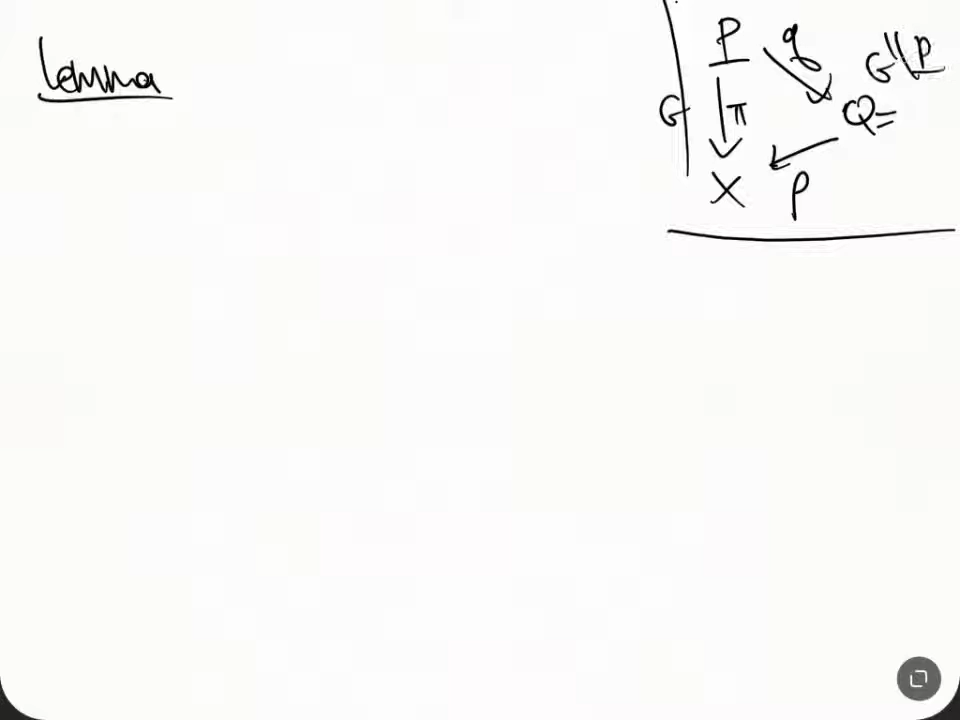 Lemma
P q G\\P
G π Q=
X p